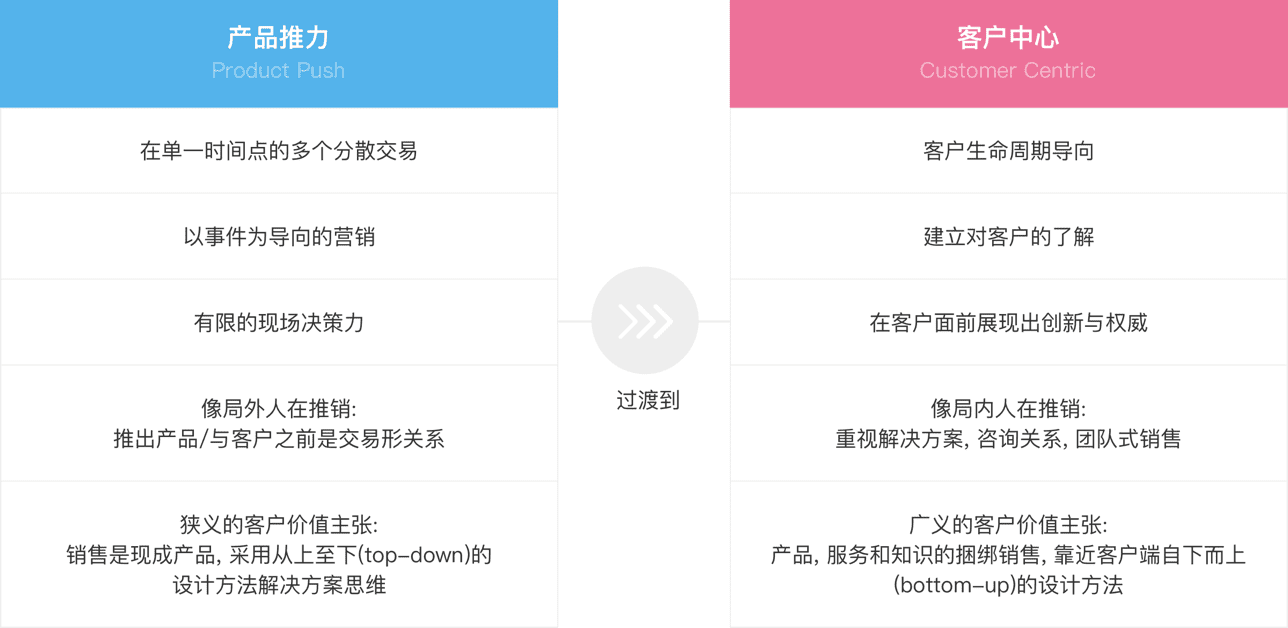 产品推力
Product Push
在单一时间点的多个分散交易
以事件为导向的营销
有限的现场决策力
像局外人在推销:
推出产品/与客户之前是交易形关系
狭义的客户价值主张:
销售是现成产品, 采用从上至下(top-down)的
设计方法解决方案思维
过渡到
客户中心
Customer Centric
客户生命周期导向
建立对客户的了解
在客户面前展现出创新与权威
像局内人在推销:
重视解决方案, 咨询关系, 团队式销售
广义的客户价值主张:
产品, 服务和知识的捆绑销售, 靠近客户端自下而上
(bottom-up)的设计方法